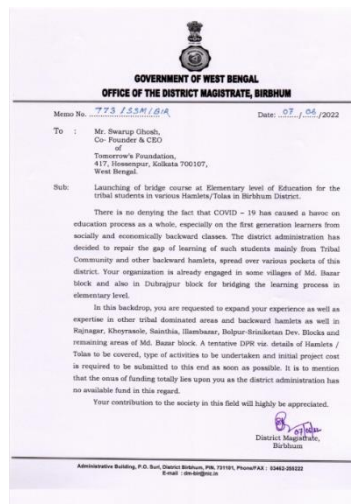 GOVERNMENT OF WEST BENGAL
OFFICE OF THE DISTRICT MAGISTRATE, BIRBHUM
Memo No. 773 /SSM/BIR Date: 07/06/2022
To : Mr. Swarup Ghosh,
Co- Founder & CEO
of
Tomorrow's Foundation,
417, Hossenpur, Kolkata 700107,
West Bengal.
Sub: Launching of bridge course at Elementary level of Education for the
tribal students in various Hamlets/Tolas in Birbhum District.
There is no denying the fact that COVID – 19 has caused a havoc on
education process as a whole, especially on the first generation learners from
socially and economically backward classes. The district administration has
decided to repair the gap of learning of such students mainly from Tribal
Community and other backward hamlets, spread over various pockets of this
district. Your organization is already engaged in some villages of Md. Bazar
block and also in Dubrajpur block for bridging the learning process in
elementary level.
In this backdrop, you are requested to expand your experience as well as
expertise in other tribal dominated areas and backward hamlets as well in
Rajnagar, Khoyrasole, Sainthia, Illambazar, Bolpur-Sriniketan Dev. Blocks and
remaining areas of Md. Bazar block. A tentative DPR viz. details of Hamlets /
Tolas to be covered, type of activities to be undertaken and initial project cost
is required to be submitted to this end as soon as possible. It is to mention
that the onus of funding totally lies upon you as the district administration has
no available fund in this regard.
Your contribution to the society in this field will highly be appreciated.
District Magistrate,
Birbhum
Administrative Building, P.O. Suri, District Birbhum, PIN, 731101, Phone/FAX : 03462-255222
E-mail : dm-bir@nic.in